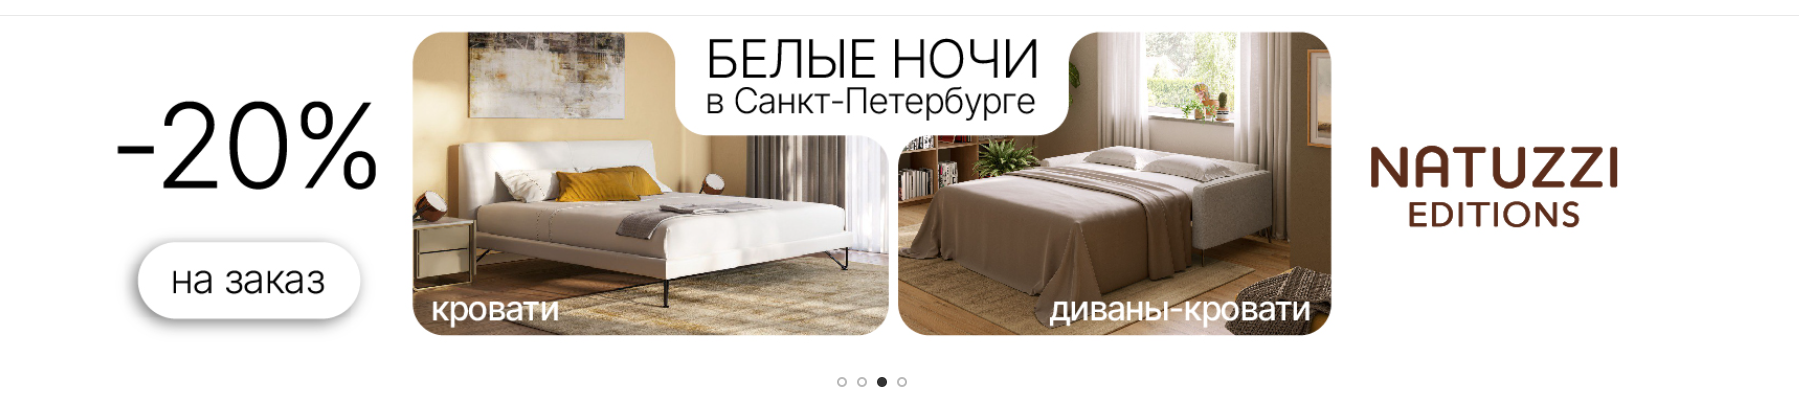 -20%
на заказ
БЕЛЫЕ НОЧИ
в Санкт-Петербурге
кровати
диваны-кровати
NATUZZI
EDITIONS